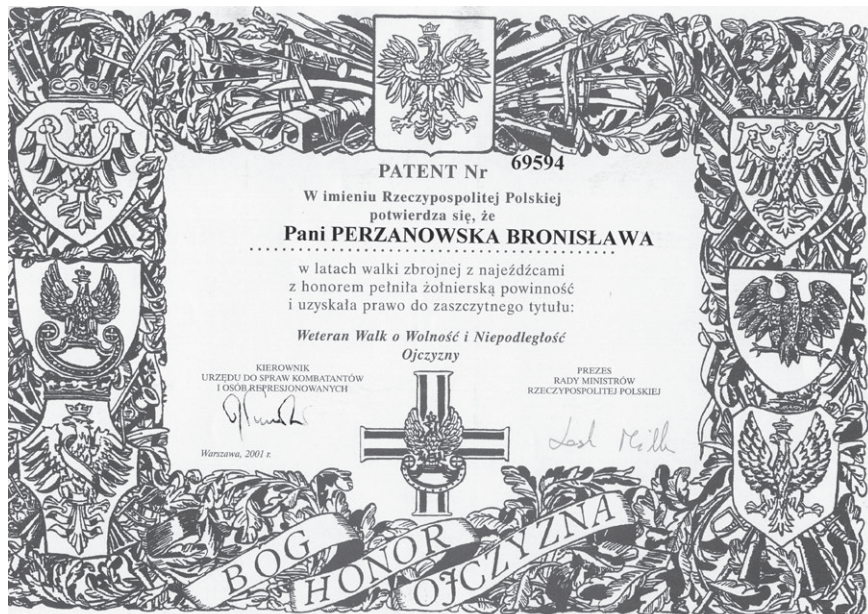 PATENT Nr 69594
W imieniu Rzeczypospolitej Polskiej
potwierdza się, że
Pani PERZANOWSKA BRONISŁAWA
w latach walki zbrojnej z najeźdźcami
z honorem pełniła żołnierską powinność
i uzyskała prawo do zaszczytnego tytułu:
Weteran Walk o Wolność i Niepodległość
Ojczyzny
KIEROWNIK
URZĘDU DO SPRAW KOMBATANTÓW
I OSÓB REPRESJONOWANYCH
Warszawa, 2001 r.
PREZES
RADY MINISTRÓW
RZECZYPOSPOLITEJ POLSKIEJ
BÓG
HONOR
OJCZYZNA